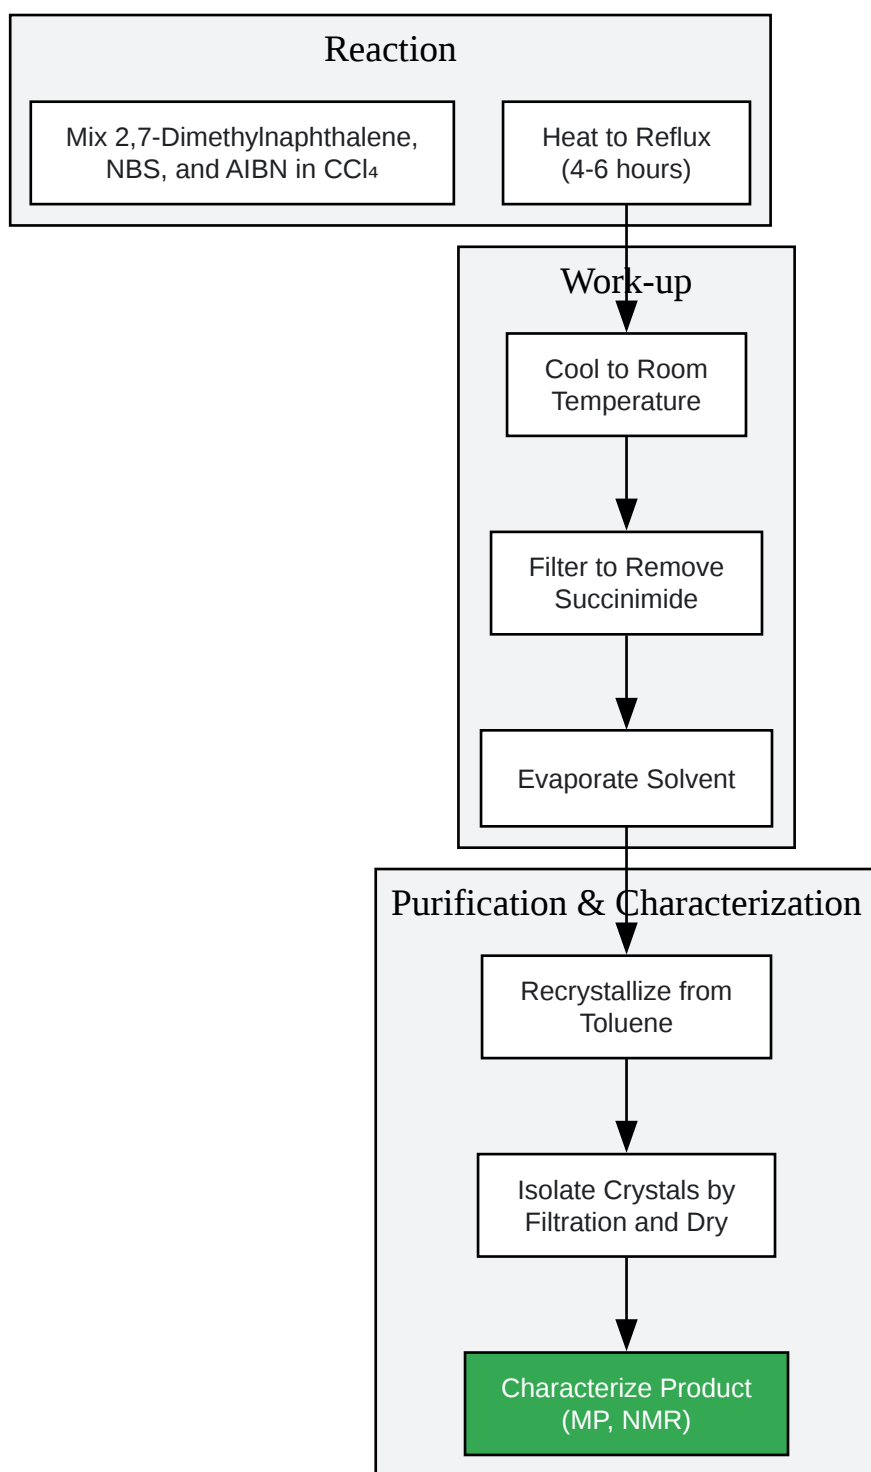 Reaction
Mix 2,7-Dimethylnaphthalene,
NBS, and AIBN in CCl₄
Heat to Reflux
(4-6 hours)
Work-up
Cool to Room
Temperature
Filter to Remove
Succinimide
Evaporate Solvent
Purification & Characterization
Recrystallize from
Toluene
Isolate Crystals by
Filtration and Dry
Characterize Product
(MP, NMR)